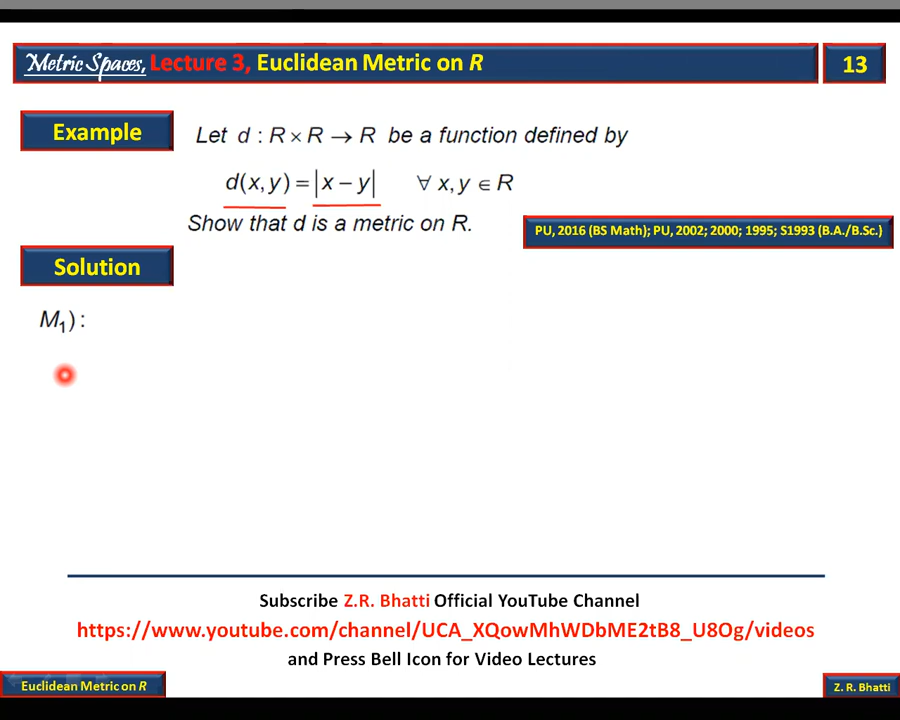 Metric Spaces, Lecture 3, Euclidean Metric on R
13
Example
Let d : R × R → R be a function defined by
d(x, y) = |x − y| ∀ x, y ∈ R
Show that d is a metric on R.
PU, 2016 (BS Math); PU, 2002; 2000; 1995; S1993 (B.A./B.Sc.)
Solution
M₁) :
Subscribe Z.R. Bhatti Official YouTube Channel
https://www.youtube.com/channel/UCA_XQowMhWDbME2tB8_U8Og/videos
and Press Bell Icon for Video Lectures
Euclidean Metric on R
Z. R. Bhatti